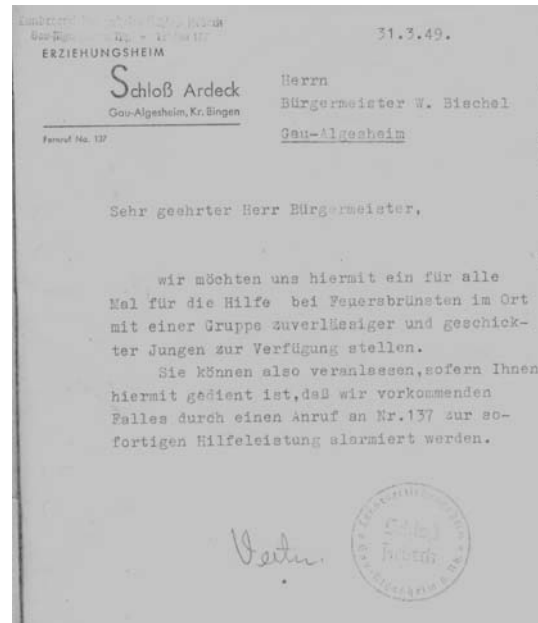 31.3.49.
ERZIEHUNGSHEIM
Schloß Ardeck
Gau-Algesheim, Kr. Bingen
Fernruf No. 137
Herrn
Bürgermeister W. Bischel
Gau-Algesheim
Sehr geehrter Herr Bürgermeister,
wir möchten uns hiermit ein für alle
Mal für die Hilfe bei Feuersbrünsten im Ort
mit einer Gruppe zuverlässiger und geschick-
ter Jungen zur Verfügung stellen.
Sie können also veranlassen,sofern Ihnen
hiermit gedient ist,daß wir vorkommenden
Falles durch einen Anruf an Nr.137 zur so-
fortigen Hilfeleistung alarmiert werden.
Schloß
Ardeck